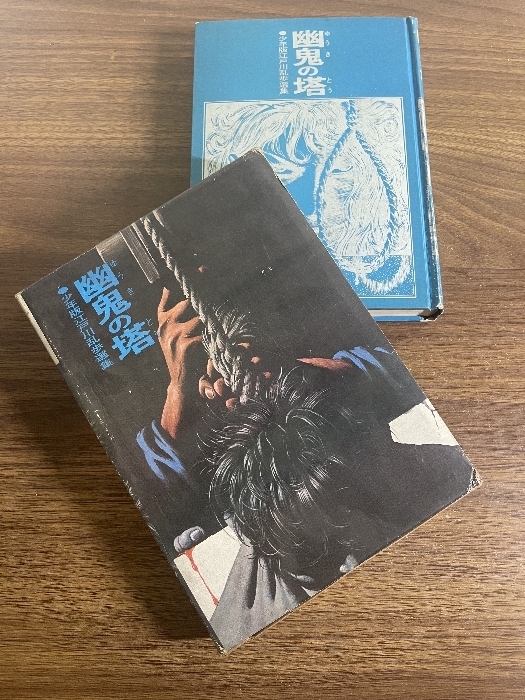 幽鬼の塔
ゆうき とう
●少年版江戸川乱歩選集
幽鬼の塔
ゆうき と
●少年版江戸川乱歩選集